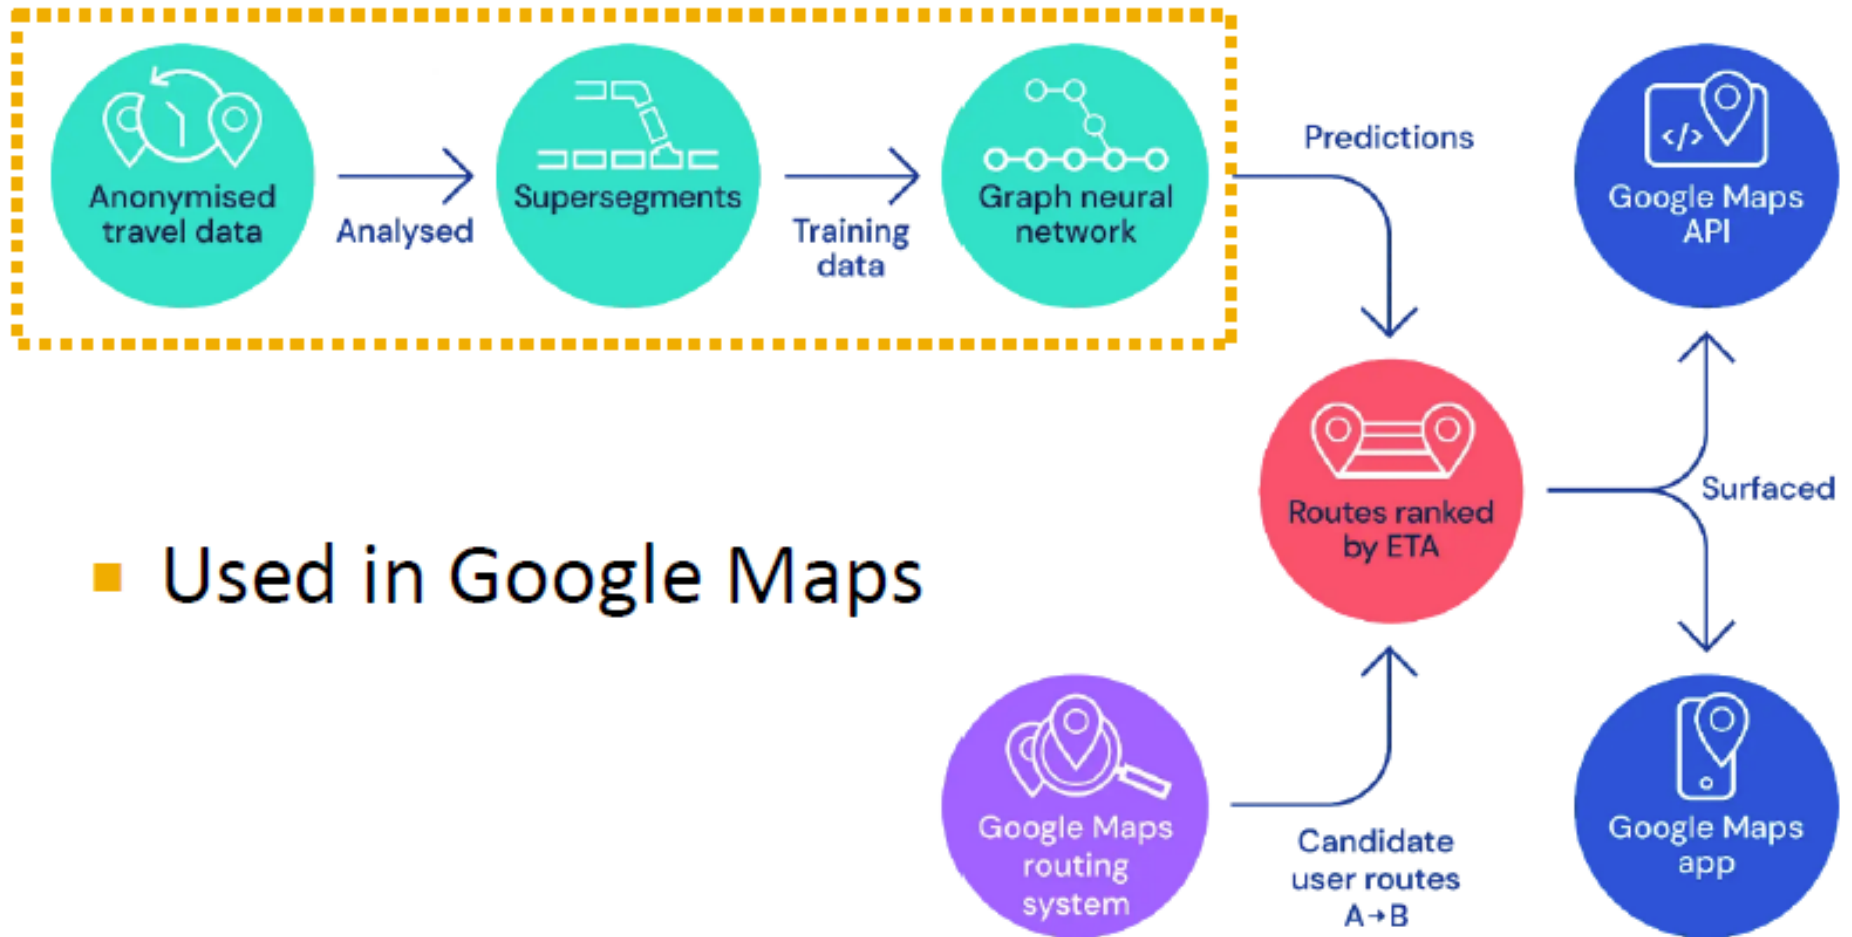 Anonymised
travel data
Analysed
Supersegments
Training
data
Graph neural
network
Predictions
</>
Google Maps
API
Routes ranked
by ETA
Surfaced
▪ Used in Google Maps
Google Maps
routing
system
Candidate
user routes
A→B
Google Maps
app